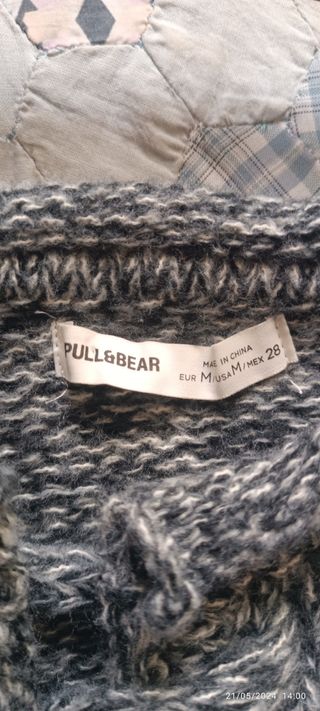 PULL&BEAR
MADE IN CHINA
EUR M/USA M/MEX 28
21/05/2024 14:00